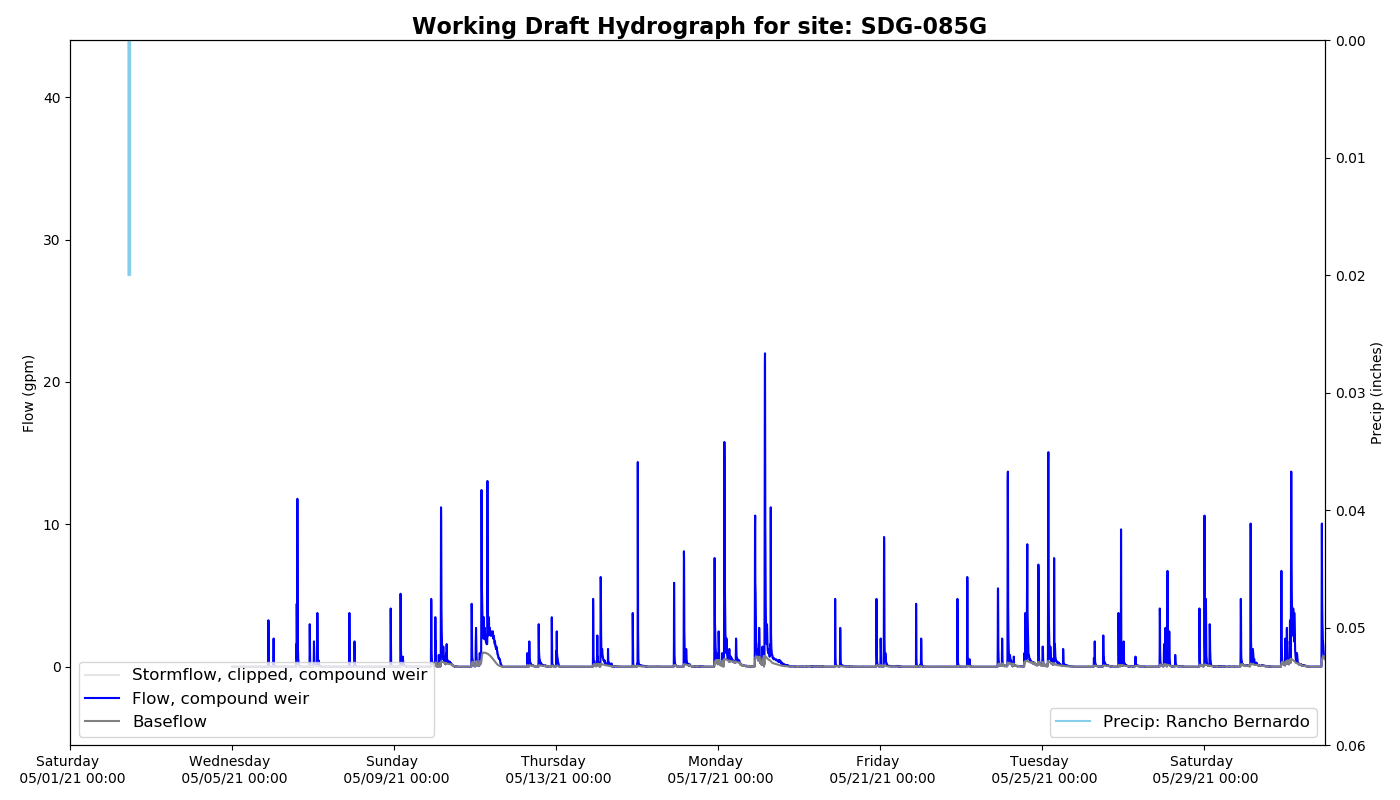 Working Draft Hydrograph for site: SDG-085G
Flow (gpm)
40
30
20
10
0
0.00
0.01
0.02
0.03
0.04
0.05
0.06
Precip (inches)
Stormflow, clipped, compound weir
Flow, compound weir
Baseflow
Precip: Rancho Bernardo
Saturday
05/01/21 00:00
Wednesday
05/05/21 00:00
Sunday
05/09/21 00:00
Thursday
05/13/21 00:00
Monday
05/17/21 00:00
Friday
05/21/21 00:00
Tuesday
05/25/21 00:00
Saturday
05/29/21 00:00